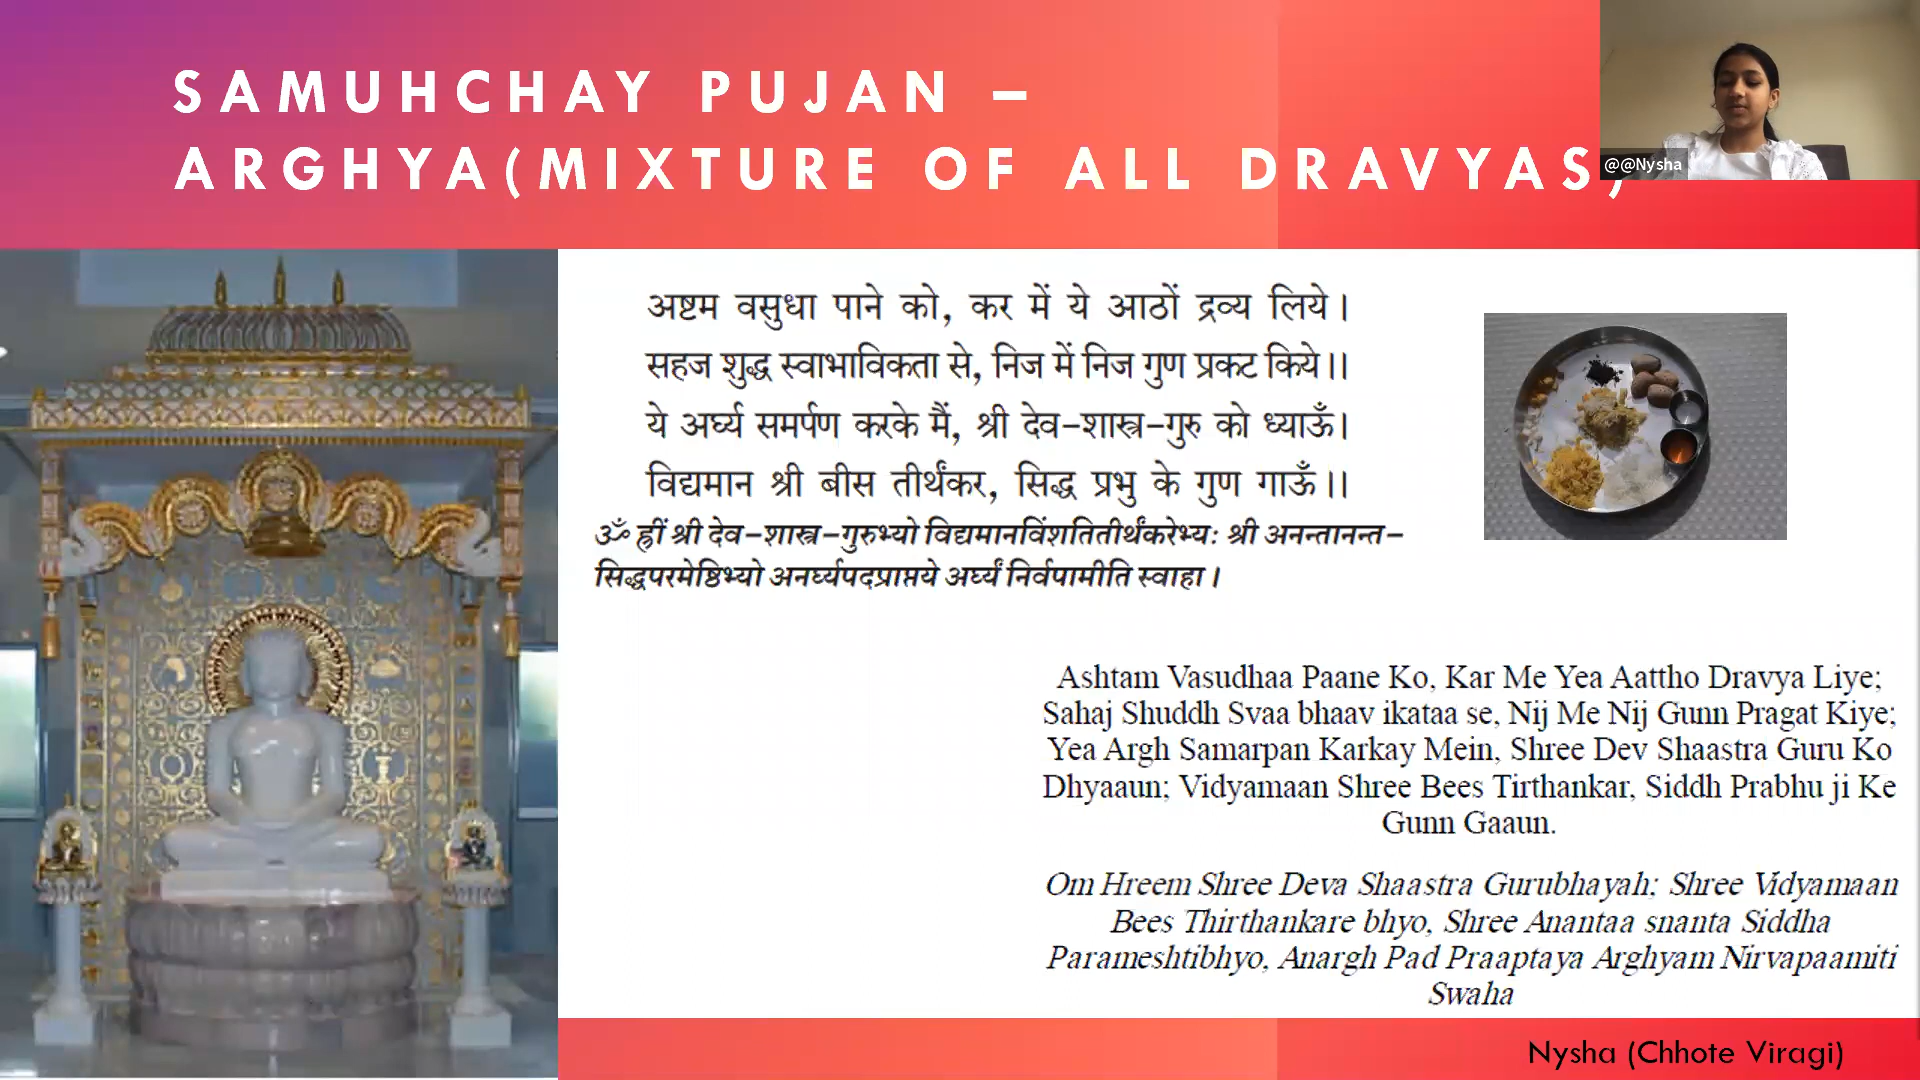 SAMUHCHAY PUJAN –
ARGHYA(MIXTURE OF ALL DRAVYAS)
@@Nysha
अष्टम वसुधा पाने को, कर में ये आठों द्रव्य लिये।
सहज शुद्ध स्वाभाविकता से, निज में निज गुण प्रकट किये।।
ये अर्घ्य समर्पण करके मैं, श्री देव-शास्त्र-गुरु को ध्याऊँ।
विद्यमान श्री बीस तीर्थंकर, सिद्ध प्रभु के गुण गाऊँ।।
ॐ ह्रीं श्री देव-शास्त्र-गुरुभ्यो विद्यमानविंशतितीर्थंकरेभ्यः श्री अनन्तानन्त-
सिद्धपरमेष्ठिभ्यो अनर्घ्यपदप्राप्तये अर्घ्यं निर्वपामीति स्वाहा।
Ashtam Vasudhaa Paane Ko, Kar Me Yea Aattho Dravya Liye;
Sahaj Shuddh Svaa bhaav ikataa se, Nij Me Nij Gunn Pragat Kiye;
Yea Argh Samarpan Karkay Mein, Shree Dev Shaastra Guru Ko
Dhyaaun; Vidyamaan Shree Bees Tirthankar, Siddh Prabhu ji Ke
Gunn Gaaun.
Om Hreem Shree Deva Shaastra Gurubhayah; Shree Vidyamaan
Bees Thirthankare bhyo, Shree Anantaa snanta Siddha
Parameshtibhyo, Anargh Pad Praaptaya Arghyam Nirvapaamiti
Swaha
Nysha (Chhote Viragi)